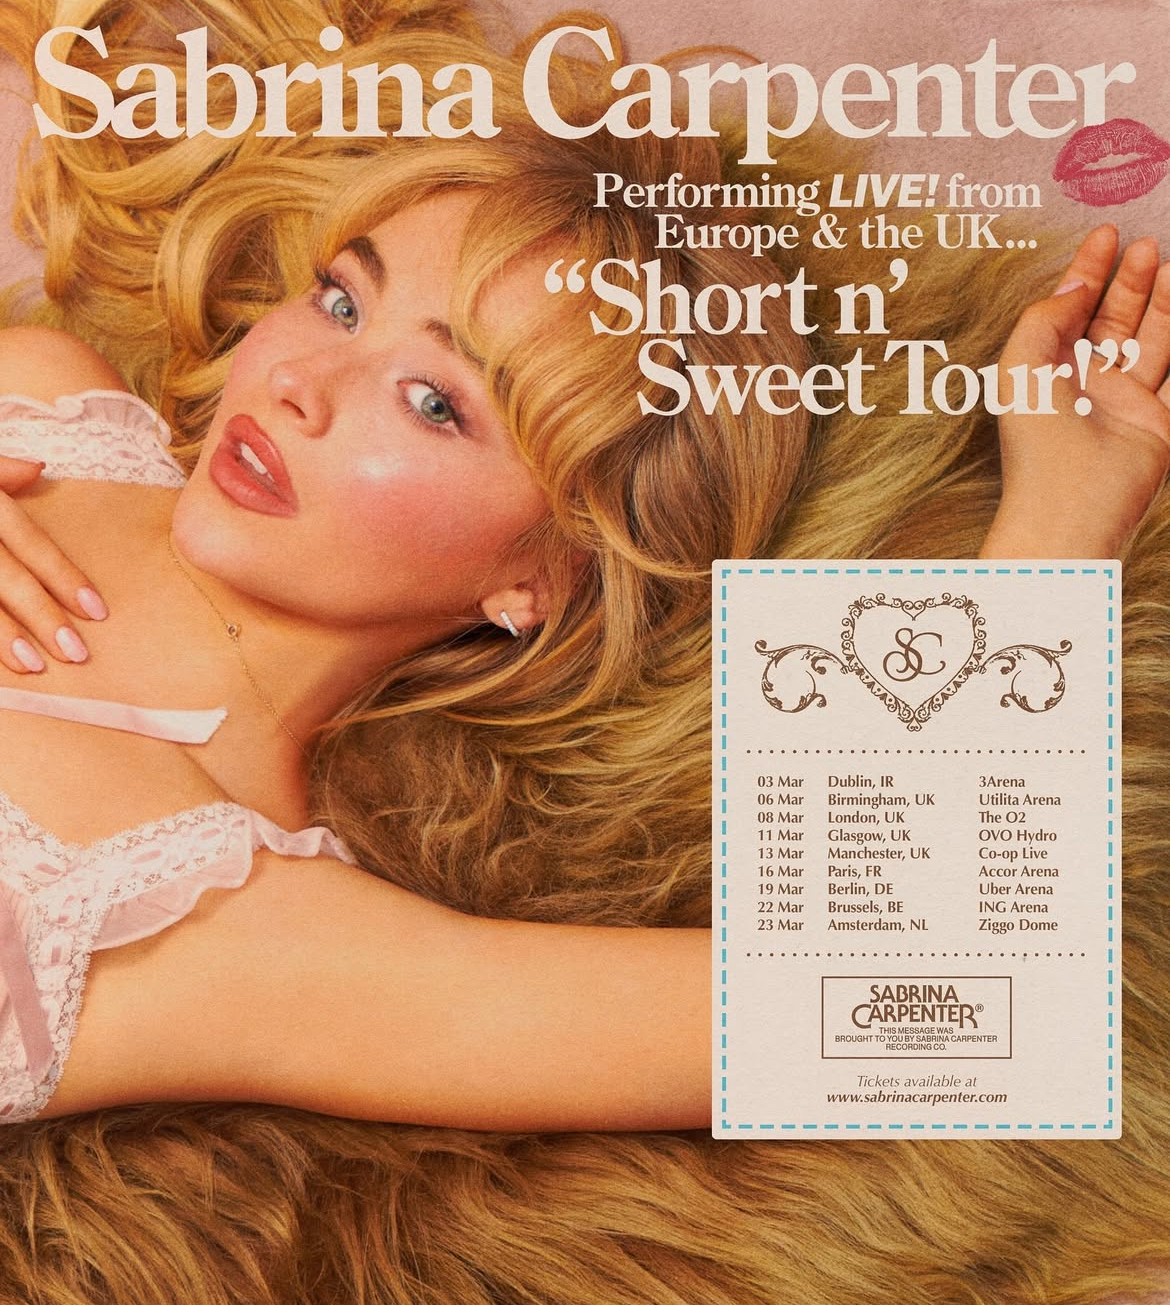 Sabrina Carpenter
Performing LIVE! from
Europe & the UK...
“Short n’
Sweet Tour!”
SC
03 Mar Dublin, IR 3Arena
06 Mar Birmingham, UK Utilita Arena
08 Mar London, UK The O2
11 Mar Glasgow, UK OVO Hydro
13 Mar Manchester, UK Co-op Live
16 Mar Paris, FR Accor Arena
19 Mar Berlin, DE Uber Arena
22 Mar Brussels, BE ING Arena
23 Mar Amsterdam, NL Ziggo Dome
SABRINA
CARPENTER®
THIS MESSAGE WAS
BROUGHT TO YOU BY SABRINA CARPENTER
RECORDING CO.
Tickets available at
www.sabrinacarpenter.com